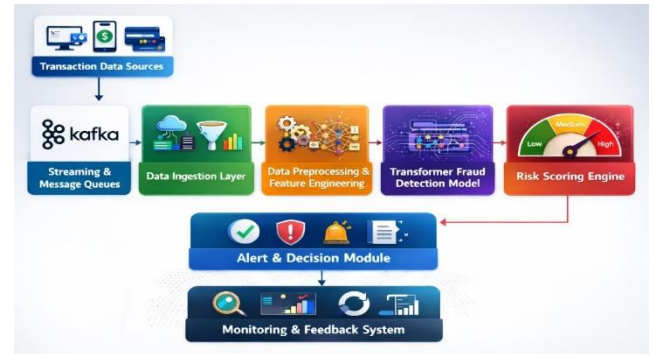 $
Transaction Data Sources
kafka
Streaming &
Message Queues
Data Ingestion Layer
Data Preprocessing &
Feature Engineering
Transformer Fraud
Detection Model
Low
Medium
High
Risk Scoring Engine
Alert & Decision Module
Monitoring & Feedback System